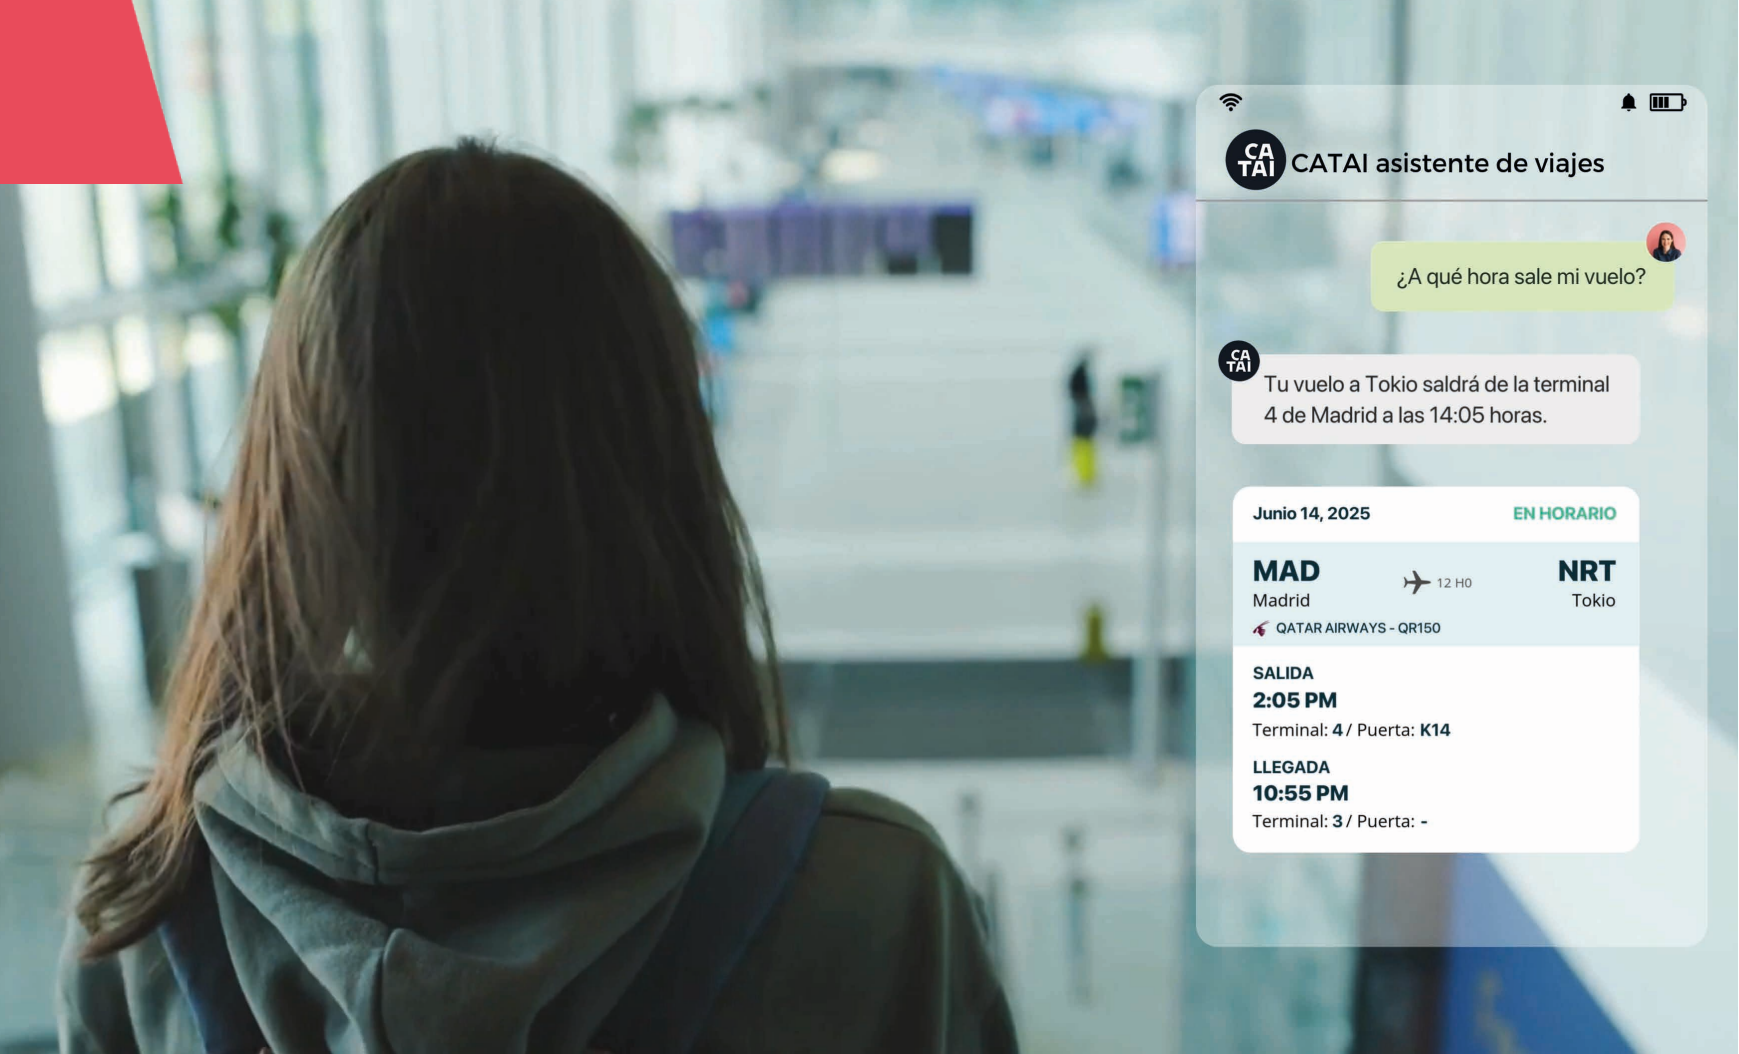 CA
TAI
CATAI asistente de viajes
¿A qué hora sale mi vuelo?
CA
TAI
Tu vuelo a Tokio saldrá de la terminal
4 de Madrid a las 14:05 horas.
Junio 14, 2025 EN HORARIO
MAD 12 H0 NRT
Madrid Tokio
QATAR AIRWAYS - QR150
SALIDA
2:05 PM
Terminal: 4 / Puerta: K14
LLEGADA
10:55 PM
Terminal: 3 / Puerta: -